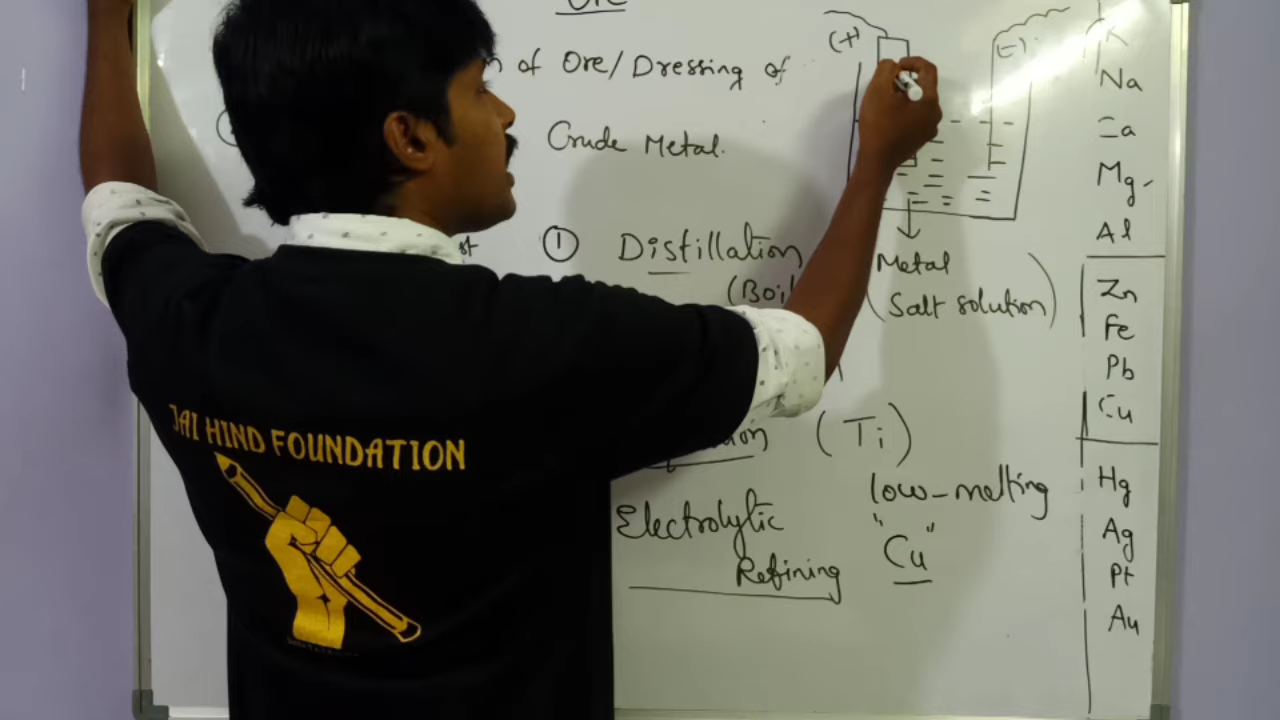 Ore
of Ore/Dressing of
Crude Metal.
① Distillation
(Boil
(Ti)
low-melting
Electrolytic
Refining
"Cu"
(+)
(-)
Metal
(Salt solution)
K
Na
Ca
Mg
Al
Zn
Fe
Pb
Cu
Hg
Ag
Pt
Au
JAI HIND FOUNDATION